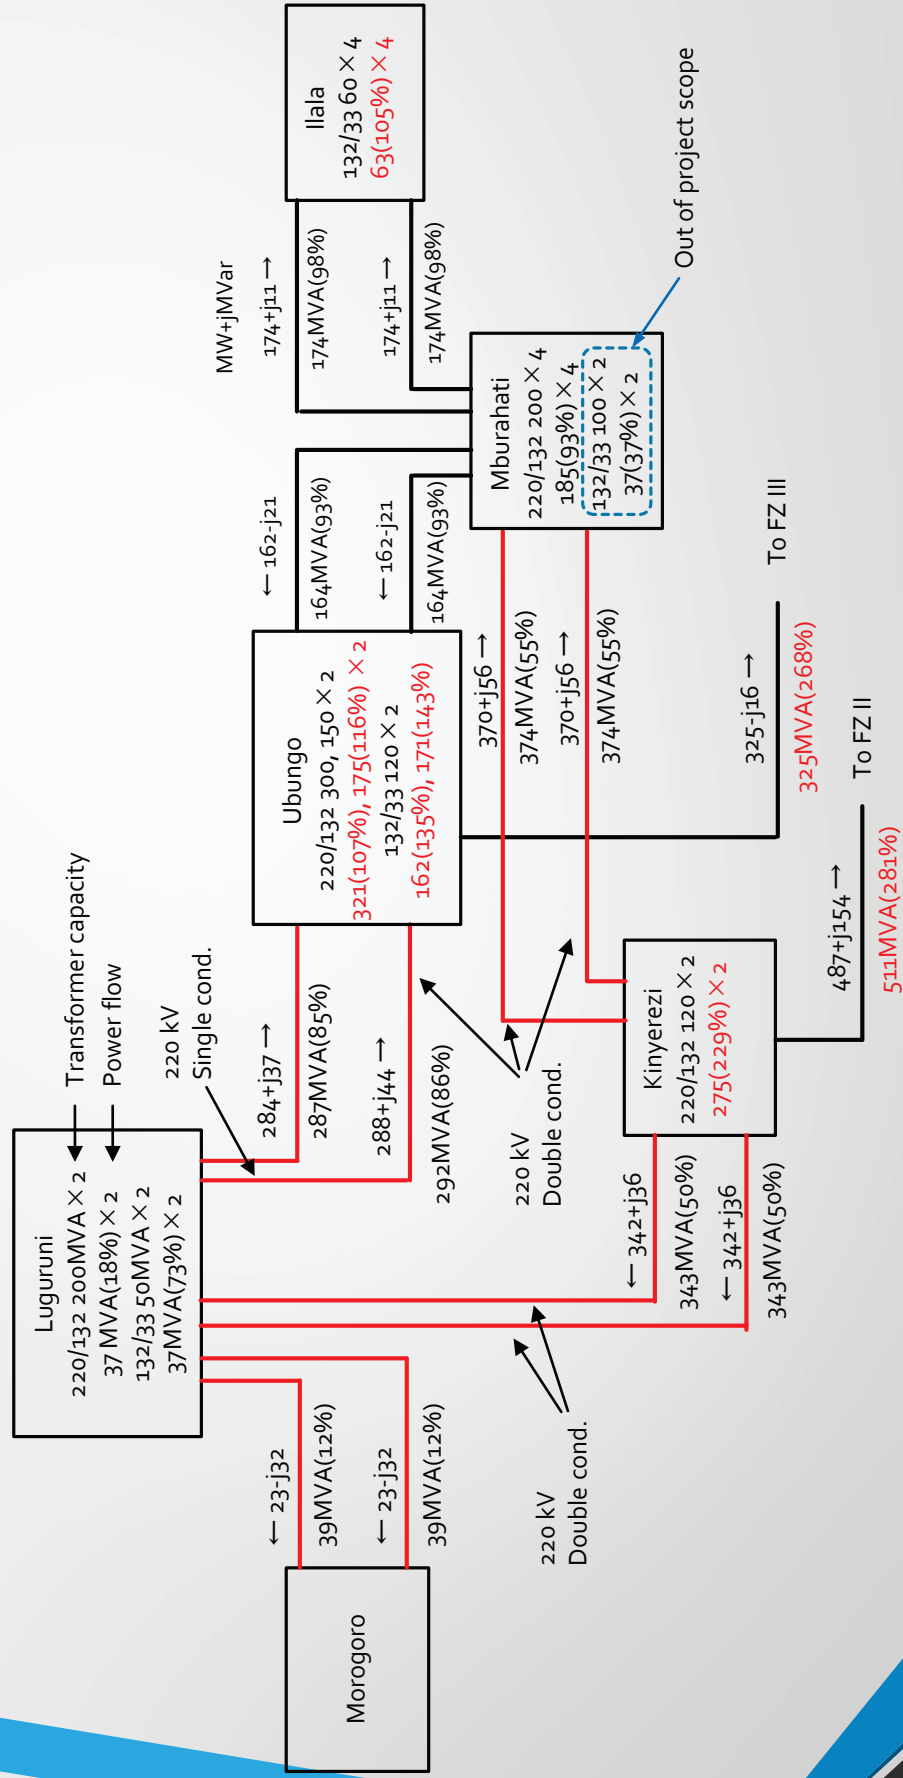 Morogoro
← 23-j32
39MVA(12%)
← 23-j32
39MVA(12%)
220 kV
Double cond.
Luguruni
220/132 200MVA × 2
37 MVA(18%) × 2
132/33 50MVA × 2
37MVA(73%) × 2
Transformer capacity
Power flow
220 kV
Single cond.
284+j37 →
287MVA(85%)
288+j44 →
292MVA(86%)
220 kV
Double cond.
← 342+j36
343MVA(50%)
← 342+j36
343MVA(50%)
Ubungo
220/132 300, 150 × 2
321(107%), 175(116%) × 2
132/33 120 × 2
162(135%), 171(143%)
Kinyerezi
220/132 120 × 2
275(229%) × 2
370+j56 →
374MVA(55%)
370+j56 →
374MVA(55%)
325-j16 →
325MVA(268%)
To FZ III
487+j154 →
511MVA(281%)
To FZ II
← 162-j21
164MVA(93%)
← 162-j21
164MVA(93%)
Mburahati
220/132 200 × 4
185(93%) × 4
132/33 100 × 2
37(37%) × 2
Out of project scope
MW+jMVar
174+j11 →
174MVA(98%)
174+j11 →
174MVA(98%)
Ilala
132/33 60 × 4
63(105%) × 4